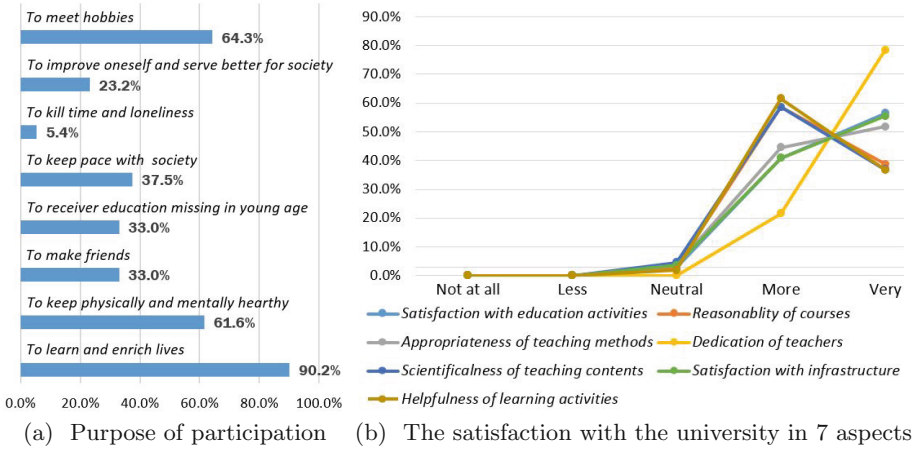 To meet hobbies
64.3%
To improve oneself and serve better for society
23.2%
To kill time and loneliness
5.4%
To keep pace with society
37.5%
To receiver education missing in young age
33.0%
To make friends
33.0%
To keep physically and mentally hearthy
61.6%
To learn and enrich lives
90.2%
0.0% 20.0% 40.0% 60.0% 80.0% 100.0%
(a) Purpose of participation
90.0%
80.0%
70.0%
60.0%
50.0%
40.0%
30.0%
20.0%
10.0%
0.0%
Not at all Less Neutral More Very
Satisfaction with education activities Reasonablity of courses
Appropriateness of teaching methods Dedication of teachers
Scientificalness of teaching contents Satisfaction with infrastructure
Helpfulness of learning activities
(b) The satisfaction with the university in 7 aspects